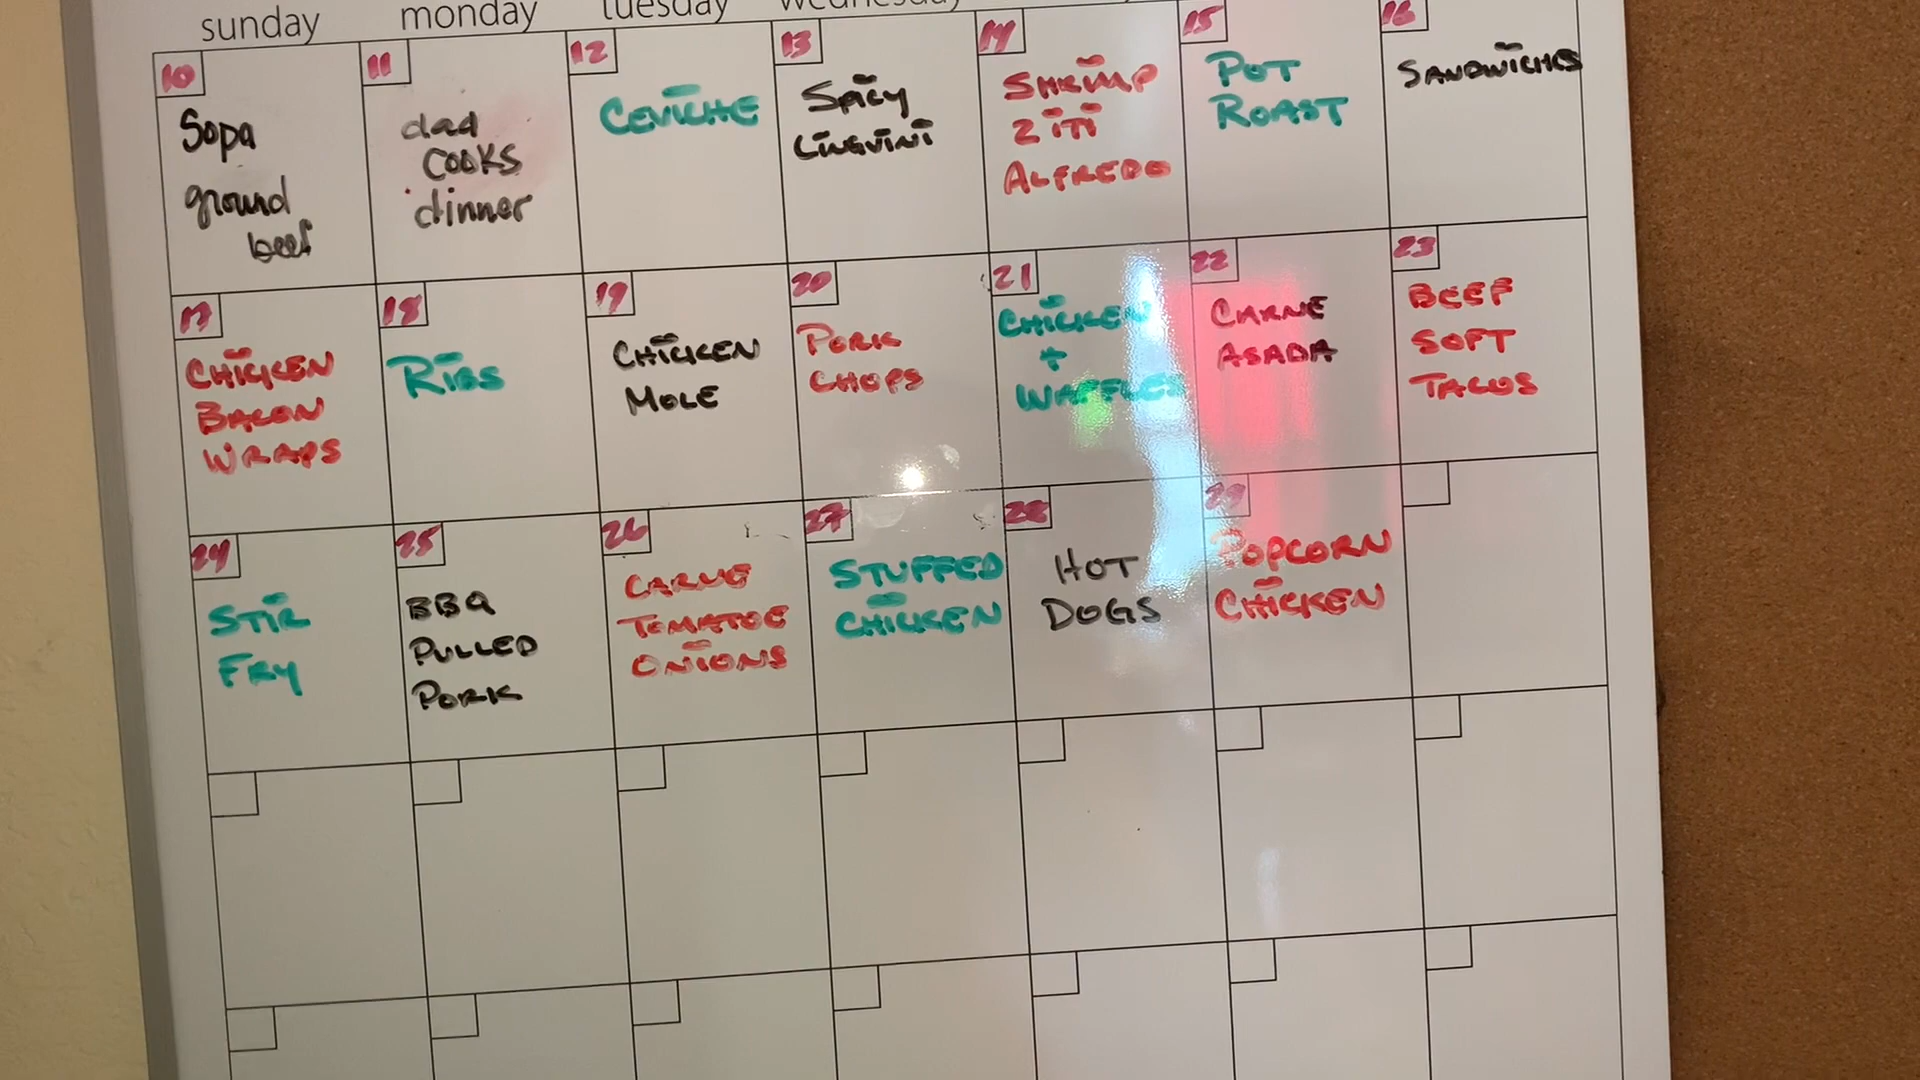 sunday
monday
tuesday
wednesday
10
Sopa
ground
beef
11
dad
cooks
dinner
12
CEVICHE
13
SPICY
LINGVINI
14
SHRIMP
ZITI
ALFREDO
15
POT
ROAST
16
SANDWICHES
17
CHICKEN
BACON
WRAPS
18
RIBS
19
CHICKEN
MOLE
20
PORK
CHOPS
21
CHICKEN
+
WAFFLES
22
CARNE
ASADA
23
BEEF
SOFT
TACOS
24
STIR
FRY
25
BBQ
PULLED
PORK
26
CARNE
TOMATOE
ONIONS
27
STUFFED
CHICKEN
28
HOT
DOGS
29
POPCORN
CHICKEN